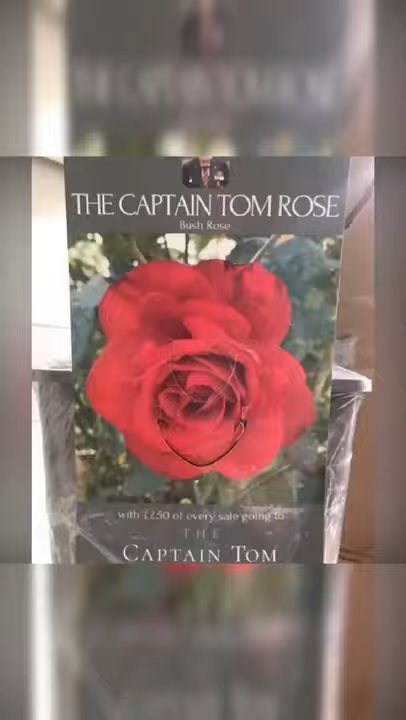 THE CAPTAIN TOM ROSE
Bush Rose
with £2.50 of every sale going to
THE
CAPTAIN TOM